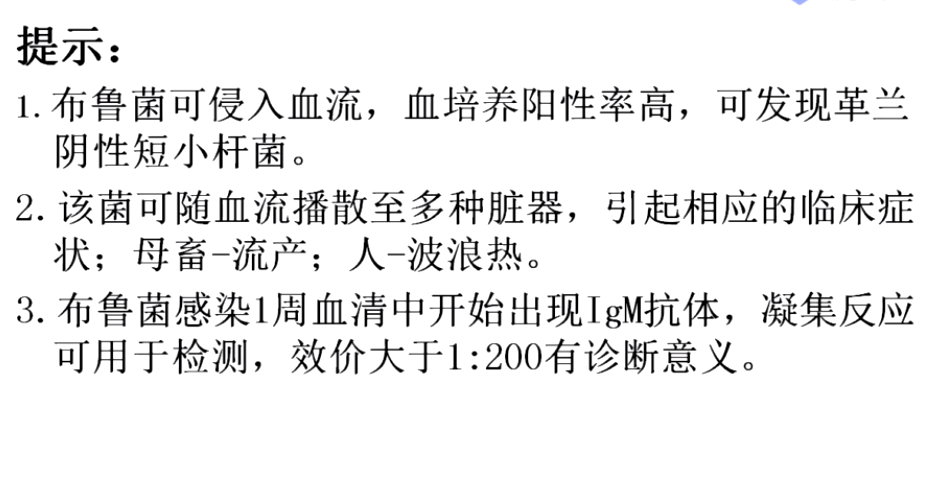 提示：
1. 布鲁菌可侵入血流，血培养阳性率高，可发现革兰
阴性短小杆菌。
2. 该菌可随血流播散至多种脏器，引起相应的临床症
状；母畜-流产；人-波浪热。
3. 布鲁菌感染1周血清中开始出现IgM抗体，凝集反应
可用于检测，效价大于1:200有诊断意义。